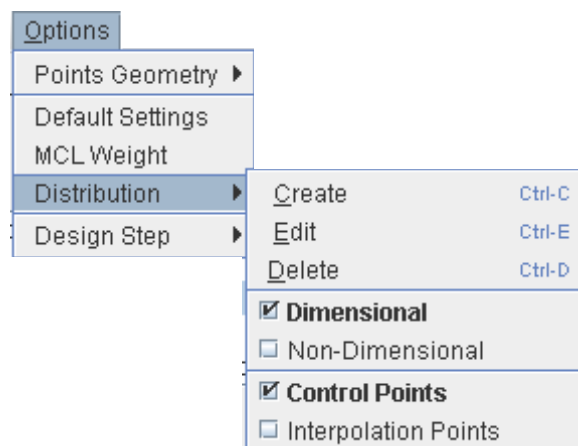 Options
Points Geometry
Default Settings
MCL Weight
Distribution
Design Step
Create Ctrl-C
Edit Ctrl-E
Delete Ctrl-D
Dimensional
Non-Dimensional
Control Points
Interpolation Points